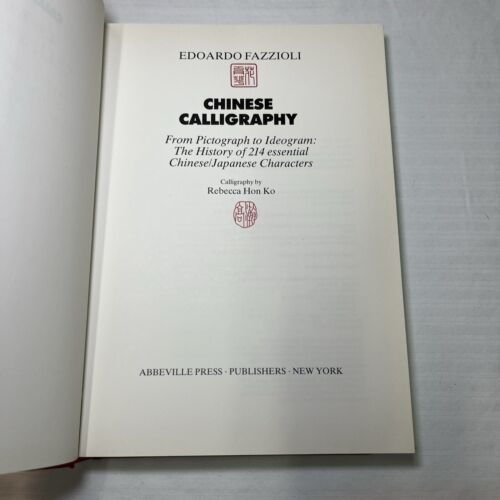 EDOARDO FAZZIOLI
CHINESE
CALLIGRAPHY
From Pictograph to Ideogram:
The History of 214 essential
Chinese/Japanese Characters
Calligraphy by
Rebecca Hon Ko
ABBEVILLE PRESS · PUBLISHERS · NEW YORK